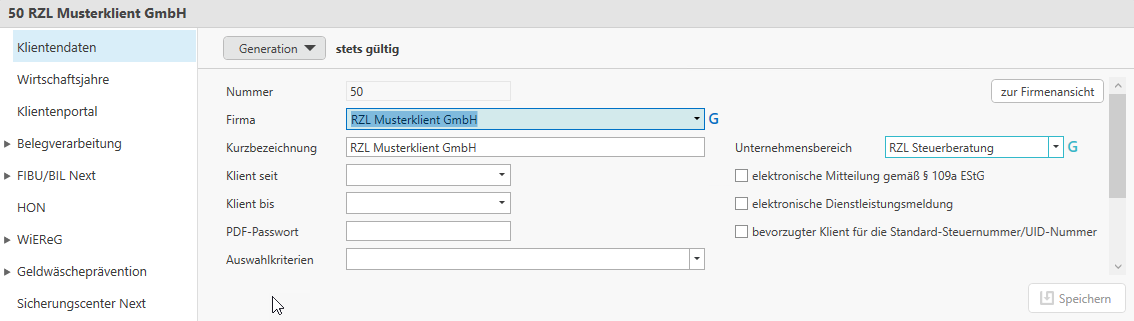 50 RZL Musterklient GmbH
Klientendaten
Wirtschaftsjahre
Klientenportal
Belegverarbeitung
FIBU/BIL Next
HON
WiEReG
Geldwäscheprävention
Sicherungscenter Next
Generation stets gültig
Nummer 50 zur Firmenansicht
Firma RZL Musterklient GmbH G
Kurzbezeichnung RZL Musterklient GmbH Unternehmensbereich RZL Steuerberatung G
Klient seit elektronische Mitteilung gemäß § 109a EStG
Klient bis elektronische Dienstleistungsmeldung
PDF-Passwort bevorzugter Klient für die Standard-Steuernummer/UID-Nummer
Auswahlkriterien
Speichern